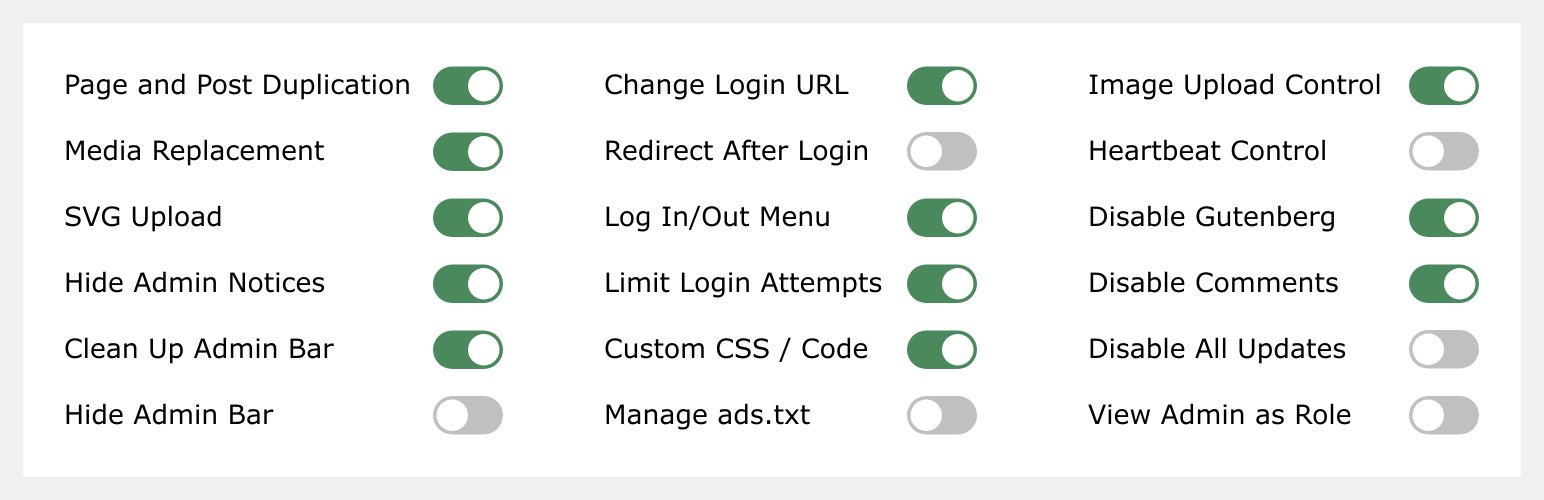 Page and Post Duplication
Media Replacement
SVG Upload
Hide Admin Notices
Clean Up Admin Bar
Hide Admin Bar
Change Login URL
Redirect After Login
Log In/Out Menu
Limit Login Attempts
Custom CSS / Code
Manage ads.txt
Image Upload Control
Heartbeat Control
Disable Gutenberg
Disable Comments
Disable All Updates
View Admin as Role